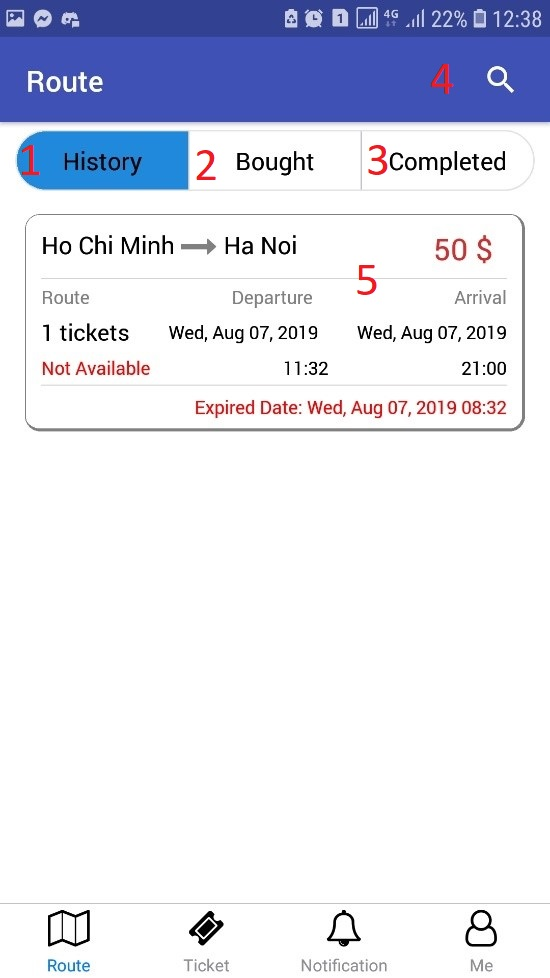 1 4G 22% 12:38
Route 4
1 History 2 Bought 3 Completed
Ho Chi Minh Ha Noi 50 $
5
Route Departure Arrival
1 tickets Wed, Aug 07, 2019 Wed, Aug 07, 2019
Not Available 11:32 21:00
Expired Date: Wed, Aug 07, 2019 08:32
Route Ticket Notification Me